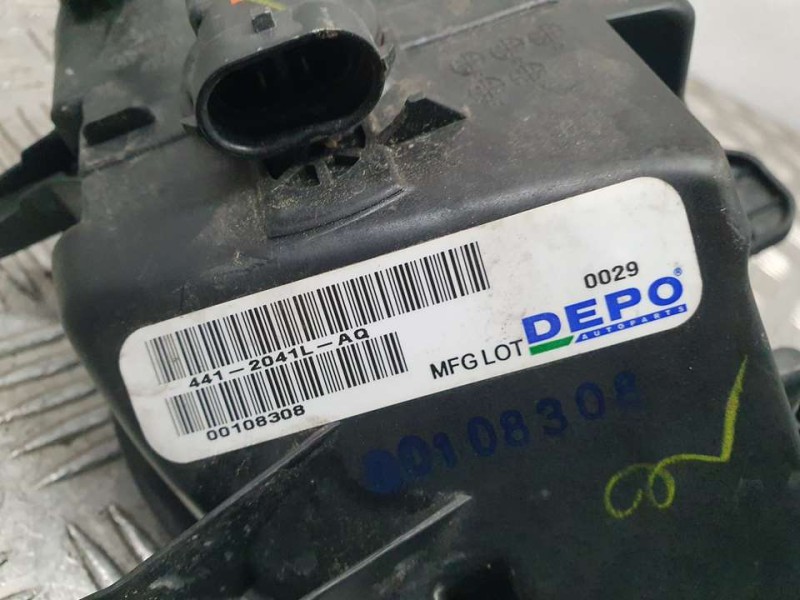 0029
441-2041L-AQ
00108308
MFG LOT
DEPO®
AUTOPARTS
00108308